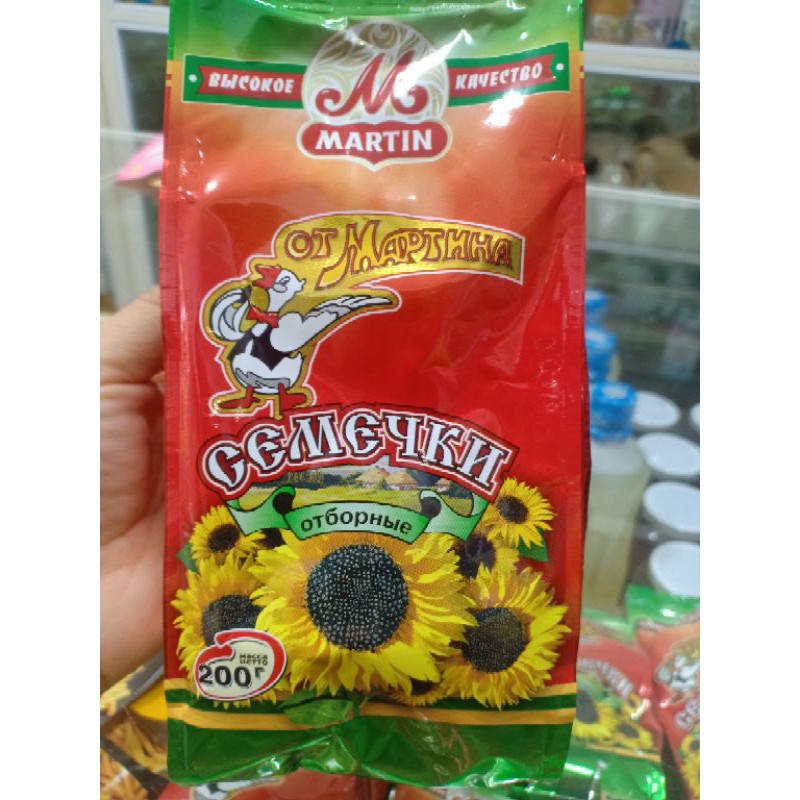 ВЫСОКОЕ КАЧЕСТВО
M
MARTIN
ОТ МАРТИНА
СЕМЕЧКИ
отборные
масса
нетто
200г